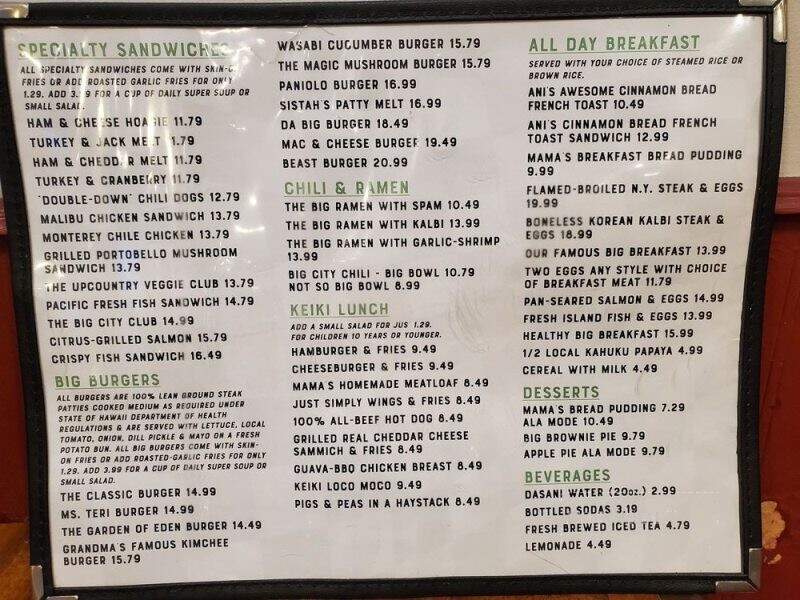 SPECIALTY SANDWICHES
ALL SPECIALTY SANDWICHES COME WITH SKIN-O
FRIES OR ADD ROASTED GARLIC FRIES FOR ONLY
1.29. ADD 3.99 FOR A CUP OF DAILY SUPER SOUP OR
SMALL SALAD.
HAM & CHEESE HOAGIE 11.79
TURKEY & JACK MELT 11.79
HAM & CHEDDAR MELT 11.79
TURKEY & CRANBERRY 11.79
"DOUBLE-DOWN" CHILI DOGS 12.79
MALIBU CHICKEN SANDWICH 13.79
MONTEREY CHILE CHICKEN 13.79
GRILLED PORTOBELLO MUSHROOM
SANDWICH 13.79
THE UPCOUNTRY VEGGIE CLUB 13.79
PACIFIC FRESH FISH SANDWICH 14.79
THE BIG CITY CLUB 14.99
CITRUS-GRILLED SALMON 15.79
CRISPY FISH SANDWICH 16.49
BIG BURGERS
ALL BURGERS ARE 100% LEAN GROUND STEAK
PATTIES COOKED MEDIUM AS REQUIRED UNDER
STATE OF HAWAII DEPARTMENT OF HEALTH
REGULATIONS & ARE SERVED WITH LETTUCE, LOCAL
TOMATO, ONION, DILL PICKLE & MAYO ON A FRESH
POTATO BUN. ALL BIG BURGERS COME WITH SKIN-
ON FRIES OR ADD ROASTED-GARLIC FRIES FOR ONLY
1.29. ADD 3.99 FOR A CUP OF DAILY SUPER SOUP OR
SMALL SALAD.
THE CLASSIC BURGER 14.99
MS. TERI BURGER 14.99
THE GARDEN OF EDEN BURGER 14.49
GRANDMA'S FAMOUS KIMCHEE
BURGER 15.79
WASABI CUCUMBER BURGER 15.79
THE MAGIC MUSHROOM BURGER 15.79
PANIOLO BURGER 16.99
SISTAH'S PATTY MELT 16.99
DA BIG BURGER 18.49
MAC & CHEESE BURGER 19.49
BEAST BURGER 20.99
CHILI & RAMEN
THE BIG RAMEN WITH SPAM 10.49
THE BIG RAMEN WITH KALBI 13.99
THE BIG RAMEN WITH GARLIC-SHRIMP
13.99
BIG CITY CHILI - BIG BOWL 10.79
NOT SO BIG BOWL 8.99
KEIKI LUNCH
ADD A SMALL SALAD FOR JUS 1.29.
FOR CHILDREN 10 YEARS OR YOUNGER.
HAMBURGER & FRIES 9.49
CHEESEBURGER & FRIES 9.49
MAMA'S HOMEMADE MEATLOAF 8.49
JUST SIMPLY WINGS & FRIES 8.49
100% ALL-BEEF HOT DOG 8.49
GRILLED REAL CHEDDAR CHEESE
SAMMICH & FRIES 8.49
GUAVA-BBQ CHICKEN BREAST 8.49
KEIKI LOCO MOCO 9.49
PIGS & PEAS IN A HAYSTACK 8.49
ALL DAY BREAKFAST
SERVED WITH YOUR CHOICE OF STEAMED RICE OR
BROWN RICE.
ANI'S AWESOME CINNAMON BREAD
FRENCH TOAST 10.49
ANI'S CINNAMON BREAD FRENCH
TOAST SANDWICH 12.99
MAMA'S BREAKFAST BREAD PUDDING
9.99
FLAMED-BROILED N.Y. STEAK & EGGS
19.99
BONELESS KOREAN KALBI STEAK &
EGGS 18.99
OUR FAMOUS BIG BREAKFAST 13.99
TWO EGGS ANY STYLE WITH CHOICE
OF BREAKFAST MEAT 11.79
PAN-SEARED SALMON & EGGS 14.99
FRESH ISLAND FISH & EGGS 13.99
HEALTHY BIG BREAKFAST 15.99
1/2 LOCAL KAHUKU PAPAYA 4.99
CEREAL WITH MILK 4.49
DESSERTS
MAMA'S BREAD PUDDING 7.29
ALA MODE 10.49
BIG BROWNIE PIE 9.79
APPLE PIE ALA MODE 9.79
BEVERAGES
DASANI WATER (20oz.) 2.99
BOTTLED SODAS 3.19
FRESH BREWED ICED TEA 4.79
LEMONADE 4.49